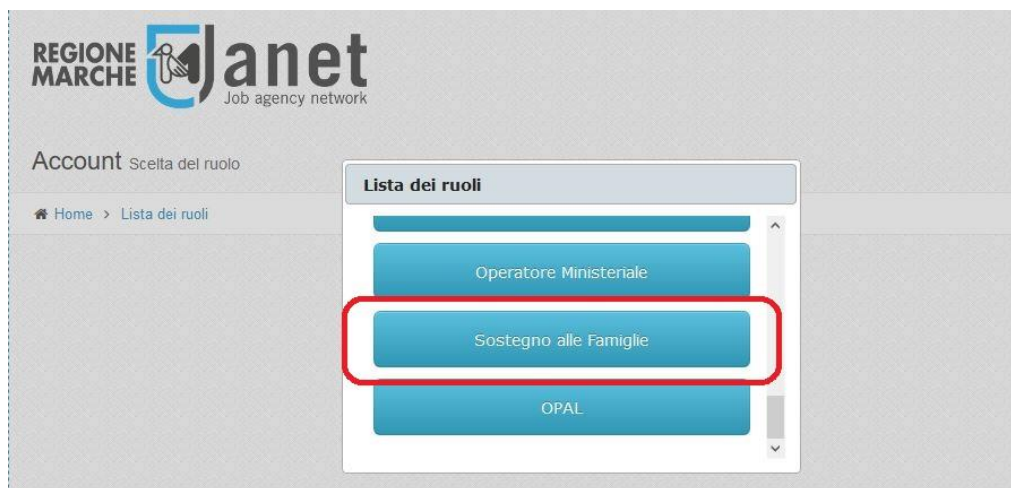 REGIONE
MARCHE
Janet
Job agency network
Account Scelta del ruolo
Home > Lista dei ruoli
Lista dei ruoli
Operatore Ministeriale
Sostegno alle Famiglie
OPAL